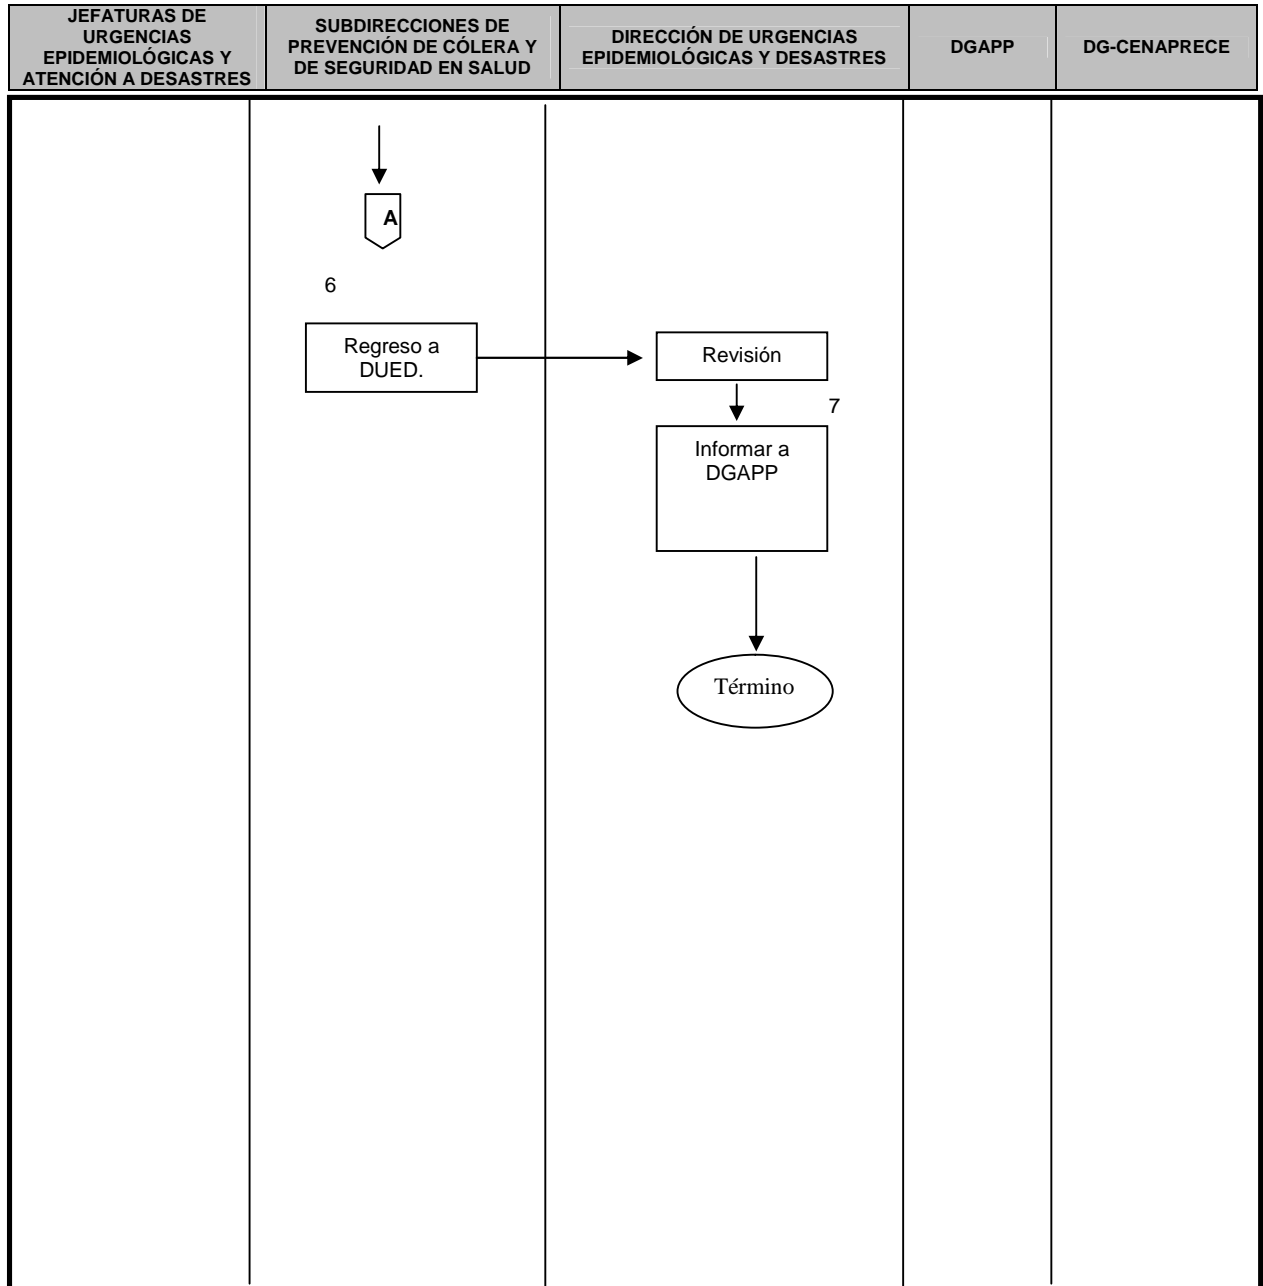 JEFATURAS DE
URGENCIAS
EPIDEMIOLÓGICAS Y
ATENCIÓN A DESASTRES
SUBDIRECCIONES DE
PREVENCIÓN DE CÓLERA Y
DE SEGURIDAD EN SALUD
DIRECCIÓN DE URGENCIAS
EPIDEMIOLÓGICAS Y DESASTRES
DGAPP
DG-CENAPRECE
A
6
Regreso a
DUED.
Revisión
7
Informar a
DGAPP
Término